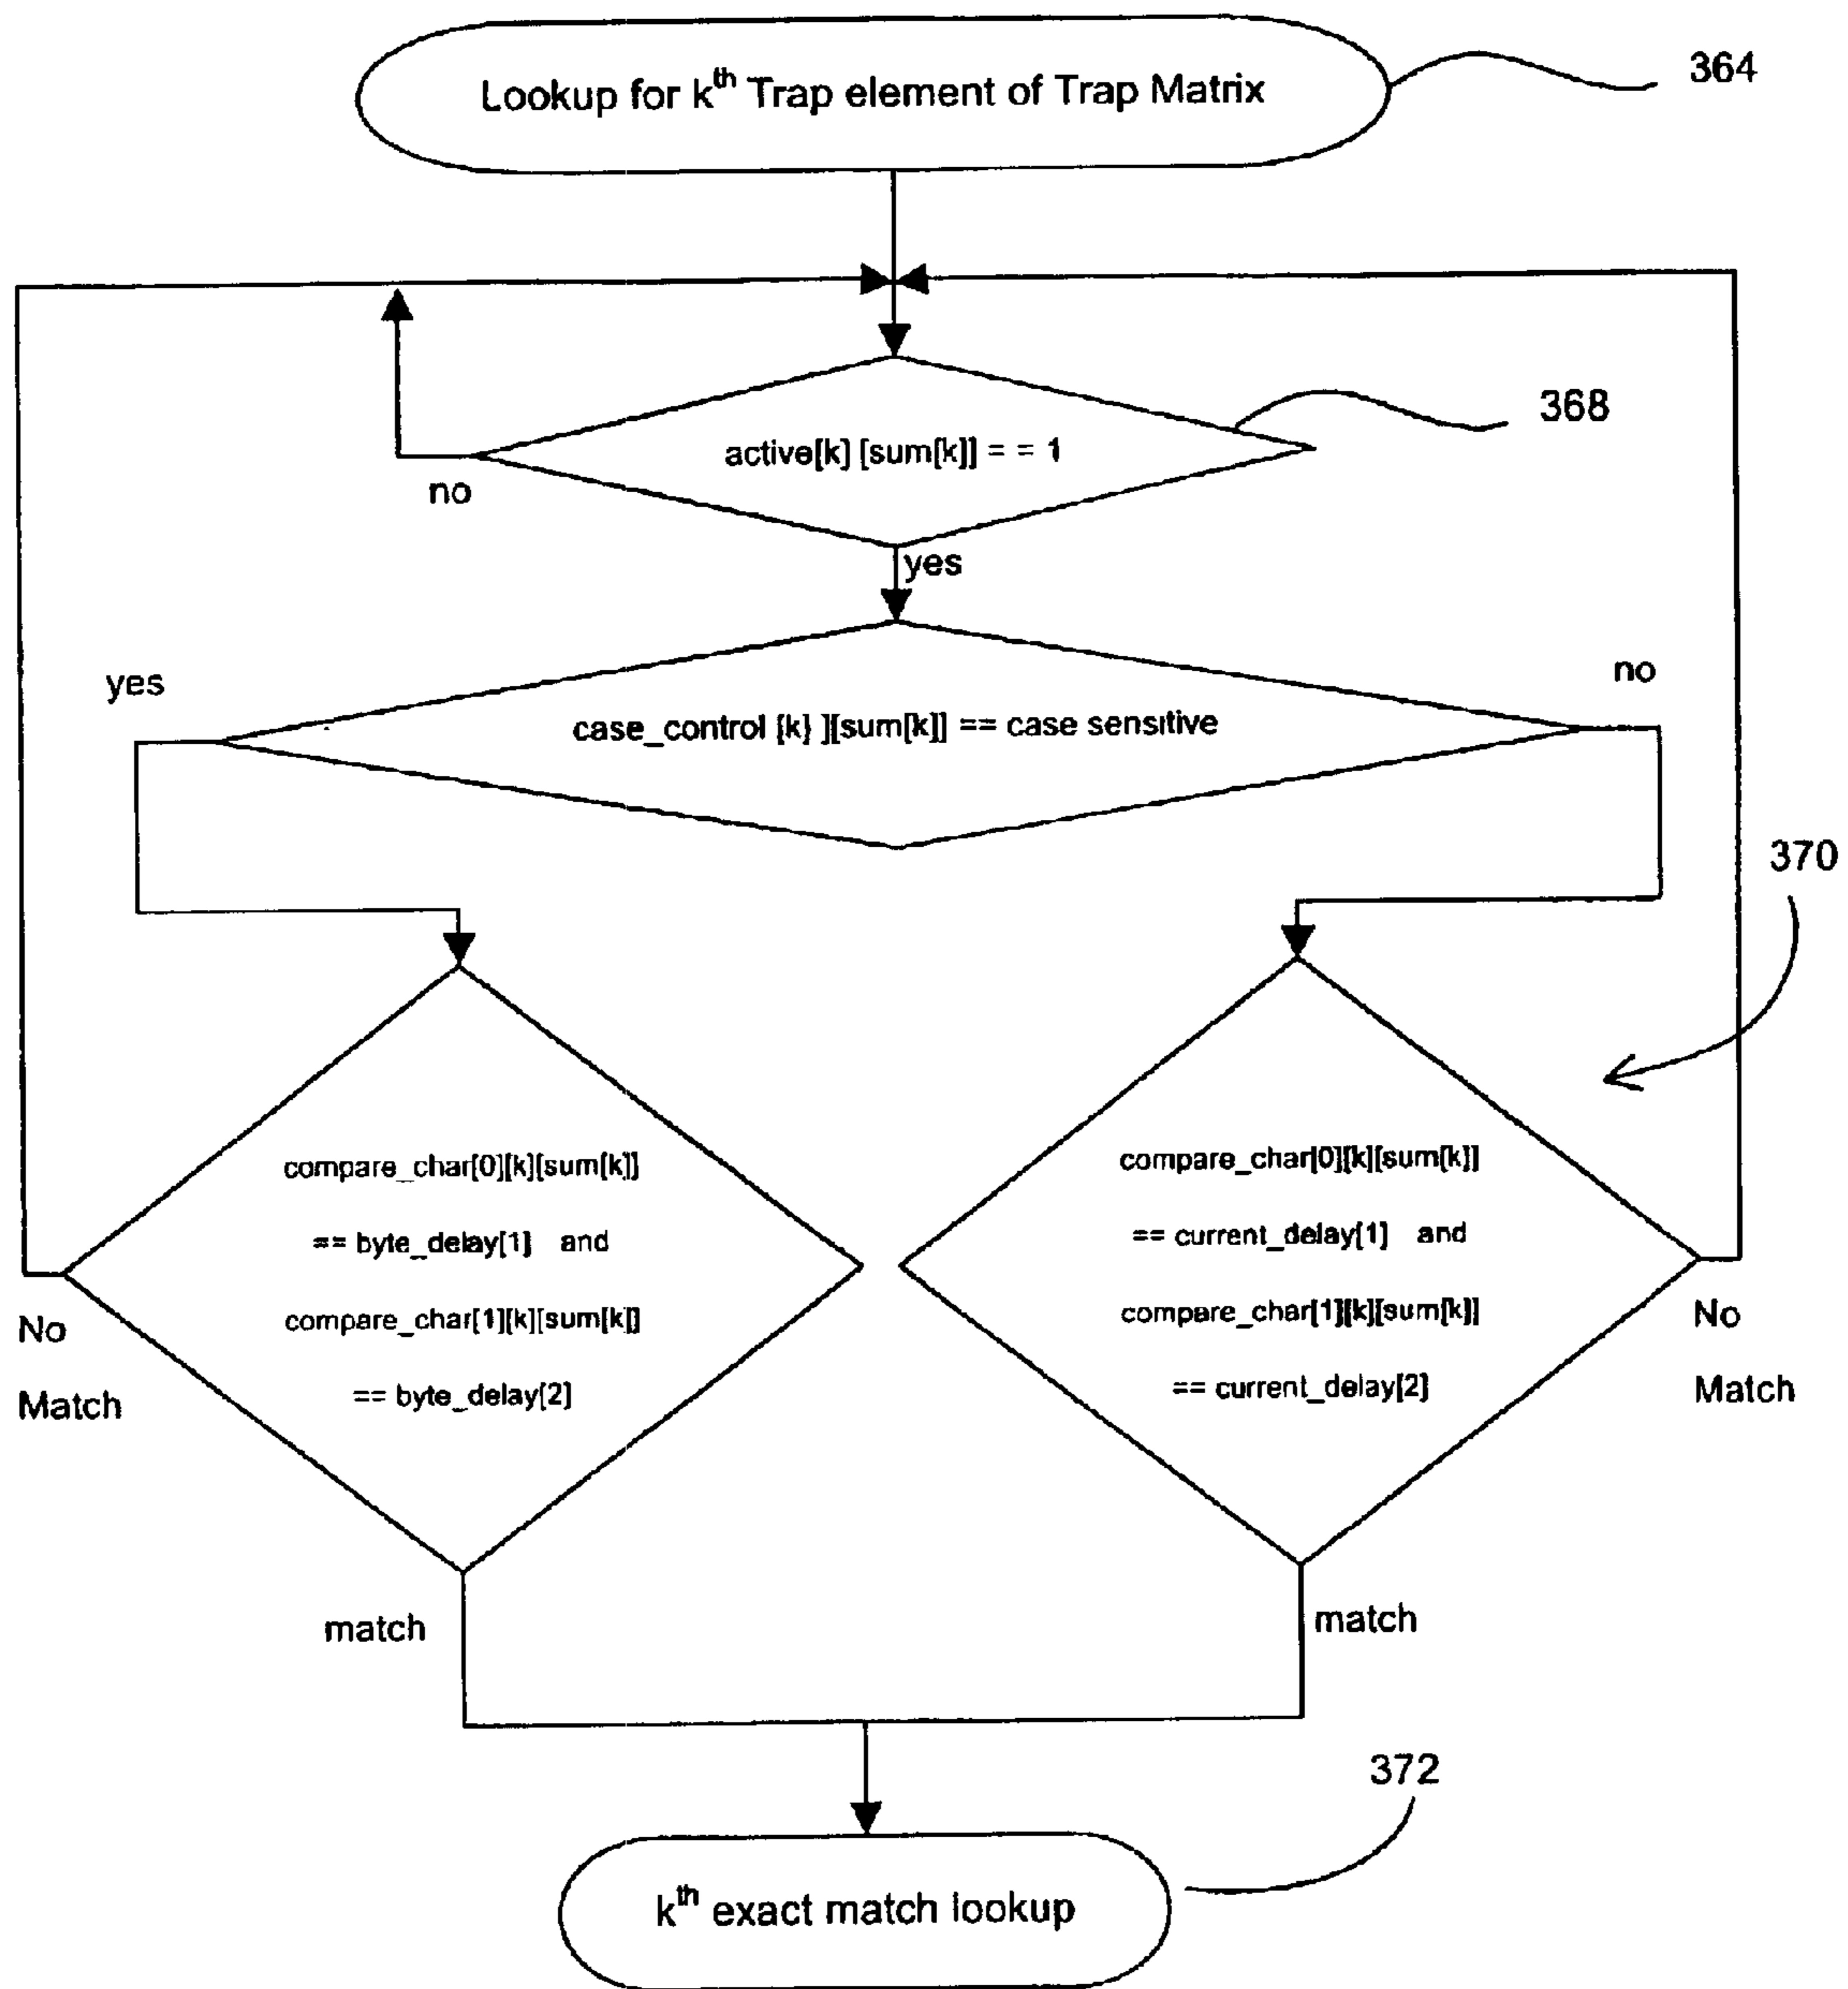 Lookup for kth Trap element of Trap Matrix
364
active[k] [sum[k]] = = 1
368
no
yes
yes
no
case_control [k} ][sum[k]] == case sensitive
370
compare_char[0][k][sum[k]]
== byte_delay[1] and
compare_char[1][k][sum[k]]
== byte_delay[2]
compare_char[0][k][sum[k]]
== current_delay[1] and
compare_char[1][k][sum[k]]
== current_delay[2]
No
Match
No
Match
match
match
372
kth exact match lookup